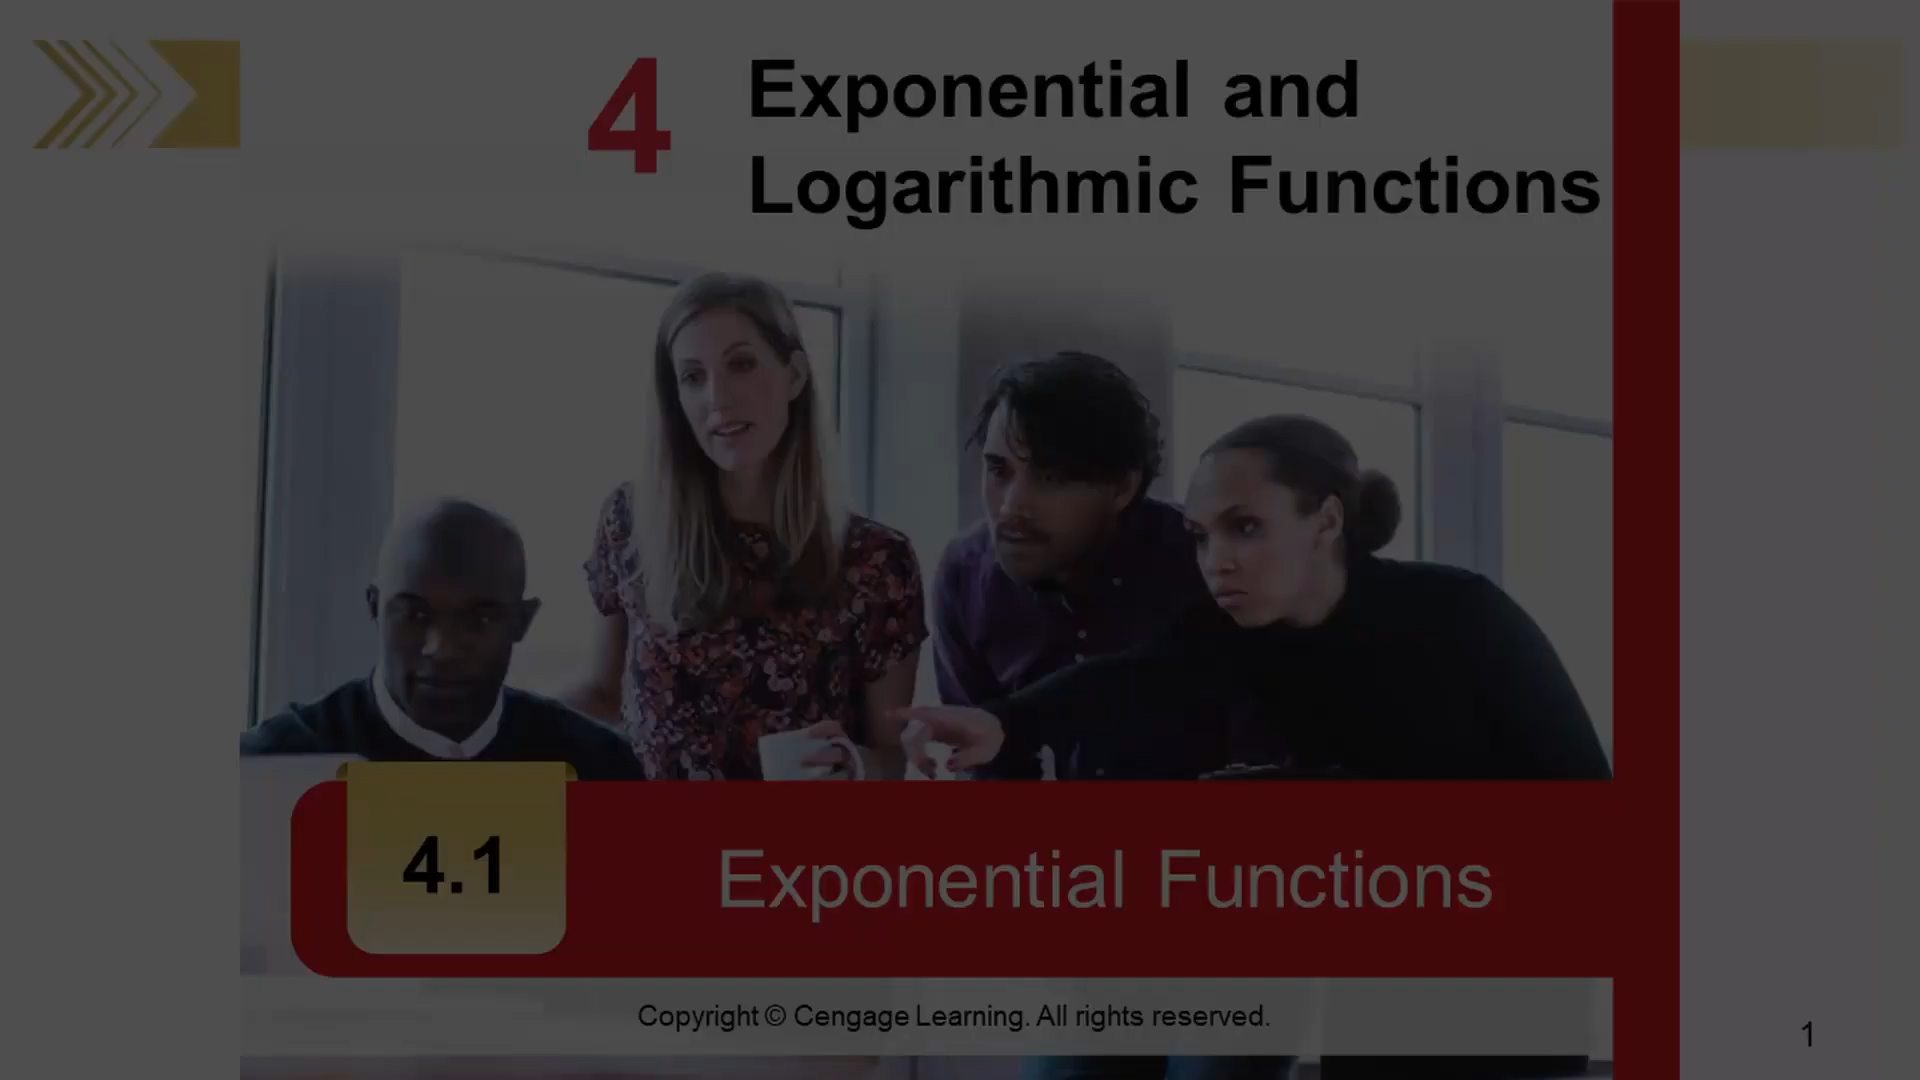 4
Exponential and
Logarithmic Functions
4.1
Exponential Functions
Copyright © Cengage Learning. All rights reserved.
1